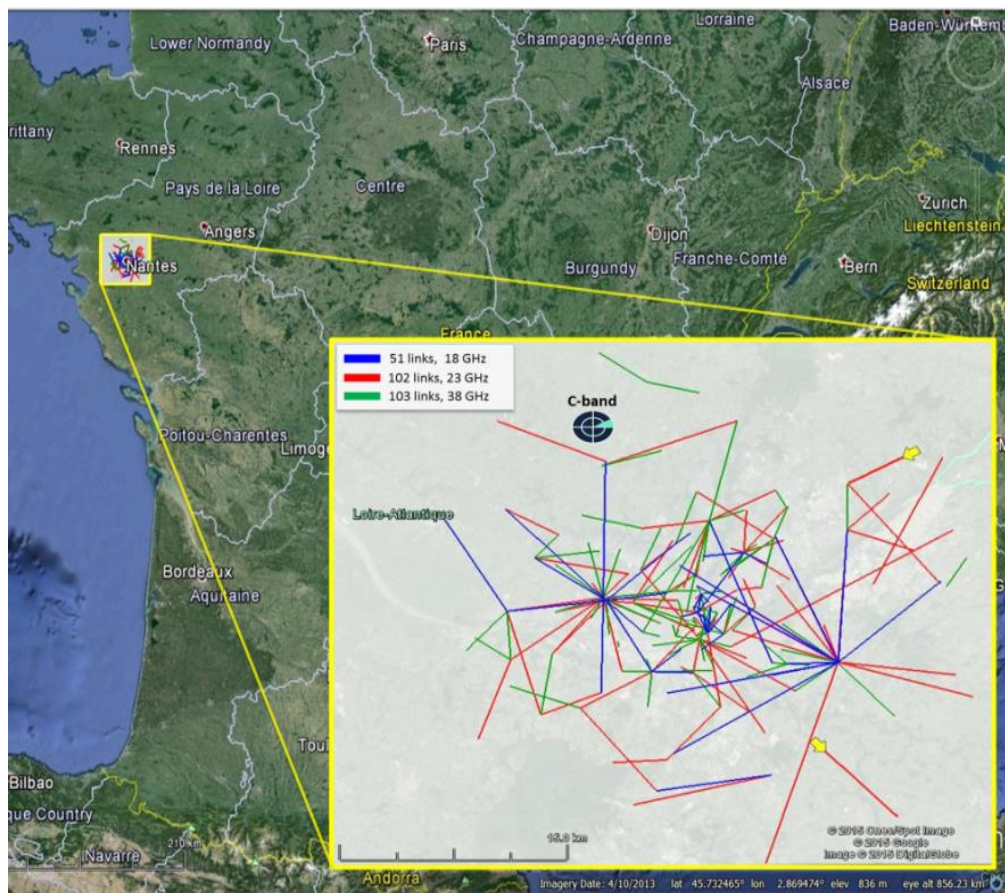 Lorraine
Baden-Württem
Lower Normandy
Paris
Champagne-Ardenne
Alsace
rittany
Rennes
Pays de la Loire
Centre
Zurich
Angers
Liechtenstein
Dijon
Nantes
Burgundy
Franche-Comté
Bern
Switzerland
France
51 links, 18 GHz
102 links, 23 GHz
103 links, 38 GHz
C-band
Poitou-Charentes
Limog
Loire-Atlantique
Bordeaux
Aquitaine
Toul
Bilbao
que Country
Navarre
210 km
15.0 km
© 2015 Cnes/Spot Image
© 2015 Google
Image © 2015 DigitalGlobe
Andorra
Imagery Date: 4/10/2013 lat 45.732465° lon 2.869474° elev 836 m eye alt 856.23 km